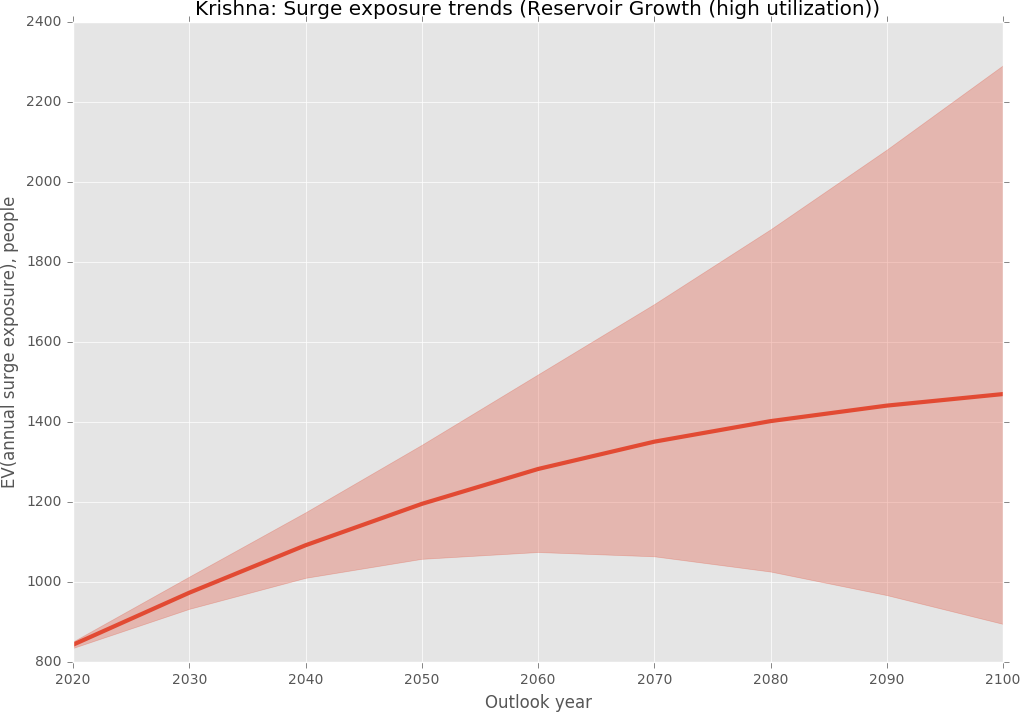 Krishna: Surge exposure trends (Reservoir Growth (high utilization))
EV(annual surge exposure), people
2400
2200
2000
1800
1600
1400
1200
1000
800
2020 2030 2040 2050 2060 2070 2080 2090 2100
Outlook year